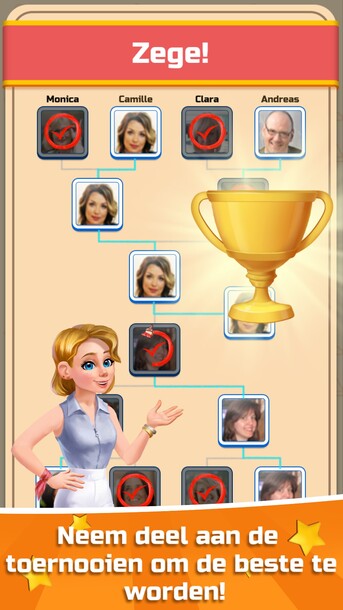 Zege!
Monica Camille Clara Andreas
Neem deel aan de
toernooien om de beste te
worden!